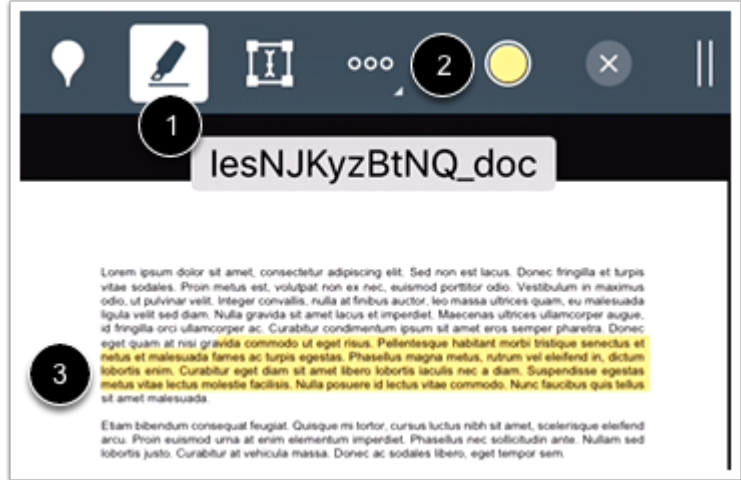 2
1
IesNJKyzBtNQ_doc
Lorem ipsum dolor sit amet, consectetur adipiscing elit. Sed non est lacus. Donec fringilla et turpis
vitae sodales. Proin metus est, volutpat non ex nec, euismod porttitor odio. Vestibulum in maximus
odio, ut pulvinar velit. Integer convallis, nulla at finibus auctor, leo massa ultrices quam, eu malesuada
ligula velit sed diam. Nulla gravida sit amet lacus et imperdiet. Maecenas ultrices ullamcorper augue,
id fringilla orci ullamcorper ac. Curabitur condimentum ipsum sit amet eros semper pharetra. Donec
eget quam at nisi gravida commodo ut eget risus. Pellentesque habitant morbi tristique senectus et
netus et malesuada fames ac turpis egestas. Phasellus magna metus, rutrum vel eleifend in, dictum
3
lobortis enim. Curabitur eget diam sit amet libero lobortis iaculis nec a diam. Suspendisse egestas
metus vitae lectus molestie facilisis. Nulla posuere id lectus vitae commodo. Nunc faucibus quis tellus
sit amet malesuada.
Etiam bibendum consequat feugiat. Quisque mi tortor, cursus luctus nibh sit amet, scelerisque eleifend
arcu. Proin euismod urna at enim elementum imperdiet. Phasellus nec sollicitudin ante. Nullam sed
lobortis justo. Curabitur at vehicula massa. Donec ac sodales libero, eget tempor sem.